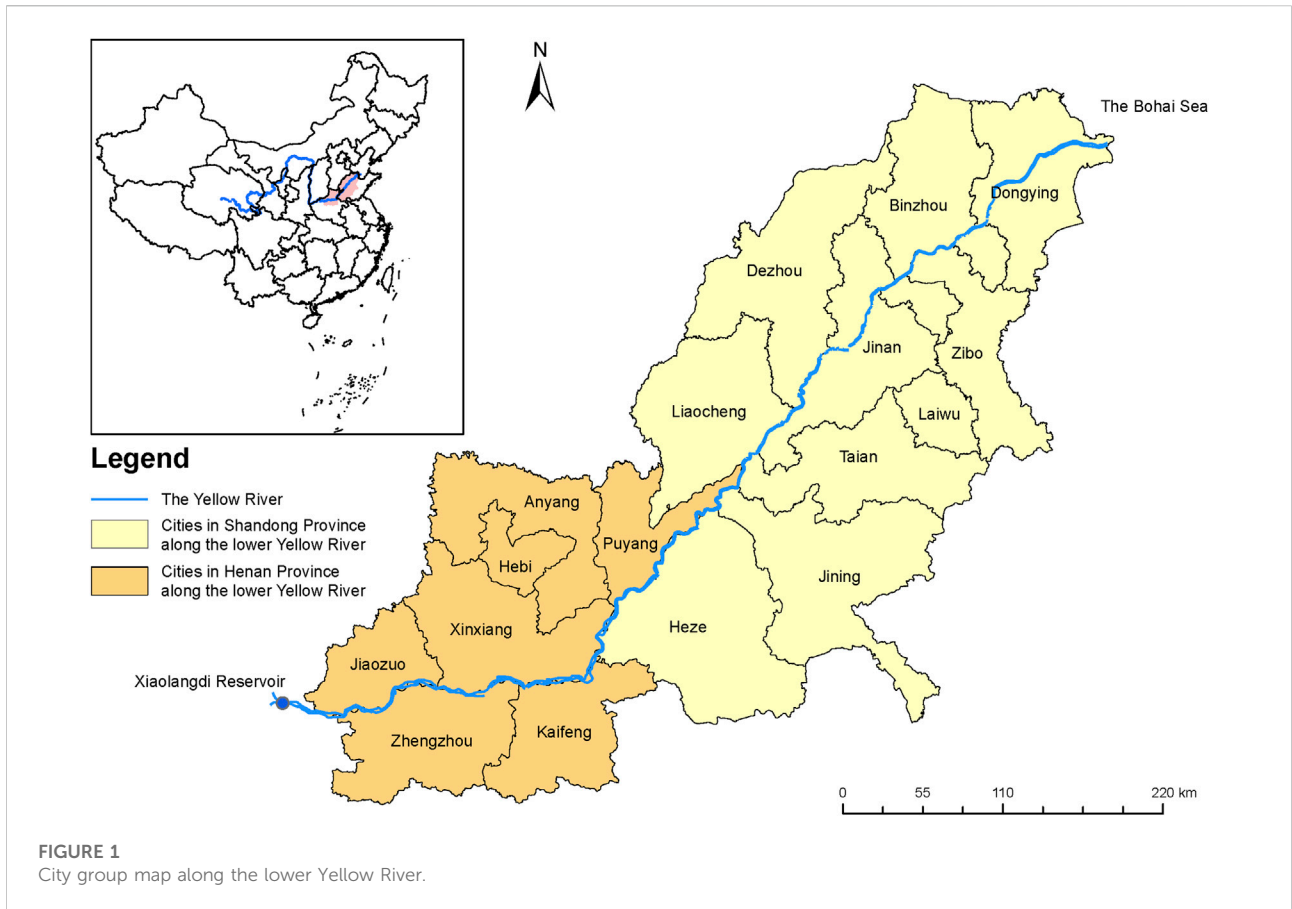 N
The Bohai Sea
Dongying
Binzhou
Dezhou
Jinan
Zibo
Liaocheng
Laiwu
Taian
Legend
The Yellow River
Cities in Shandong Province
along the lower Yellow River
Cities in Henan Province
along the lower Yellow River
Anyang
Puyang
Hebi
Jining
Xinxiang
Heze
Jiaozuo
Xiaolangdi Reservoir
Zhengzhou
Kaifeng
0 55 110 220 km
FIGURE 1
City group map along the lower Yellow River.